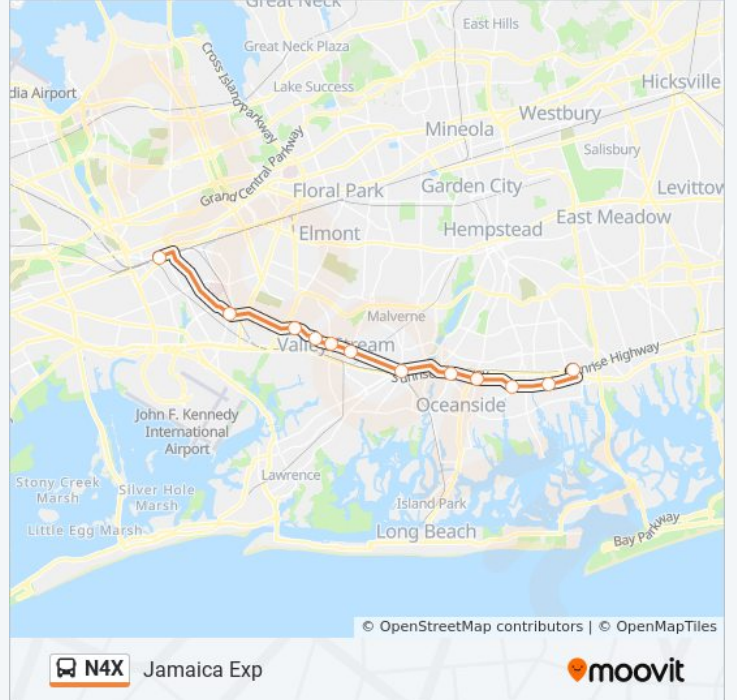 Great Neck
East Hills
Great Neck Plaza
Cross Island Parkway
Lake Success
Hicksville
dia Airport
Westbury
Mineola
Salisbury
Grand Central Parkway
Floral Park
Garden City
Levittow
East Meadow
Elmont
Hempstead
Malverne
Valley Stream
nrise Highway
Sunrise
Oceanside
John F. Kennedy
International
Airport
Lawrence
Stony Creek
Marsh
Silver Hole
Marsh
Island Park
Little Egg Marsh
Long Beach
Bay Parkway
© OpenStreetMap contributors | © OpenMapTiles
N4X Jamaica Exp
moovit